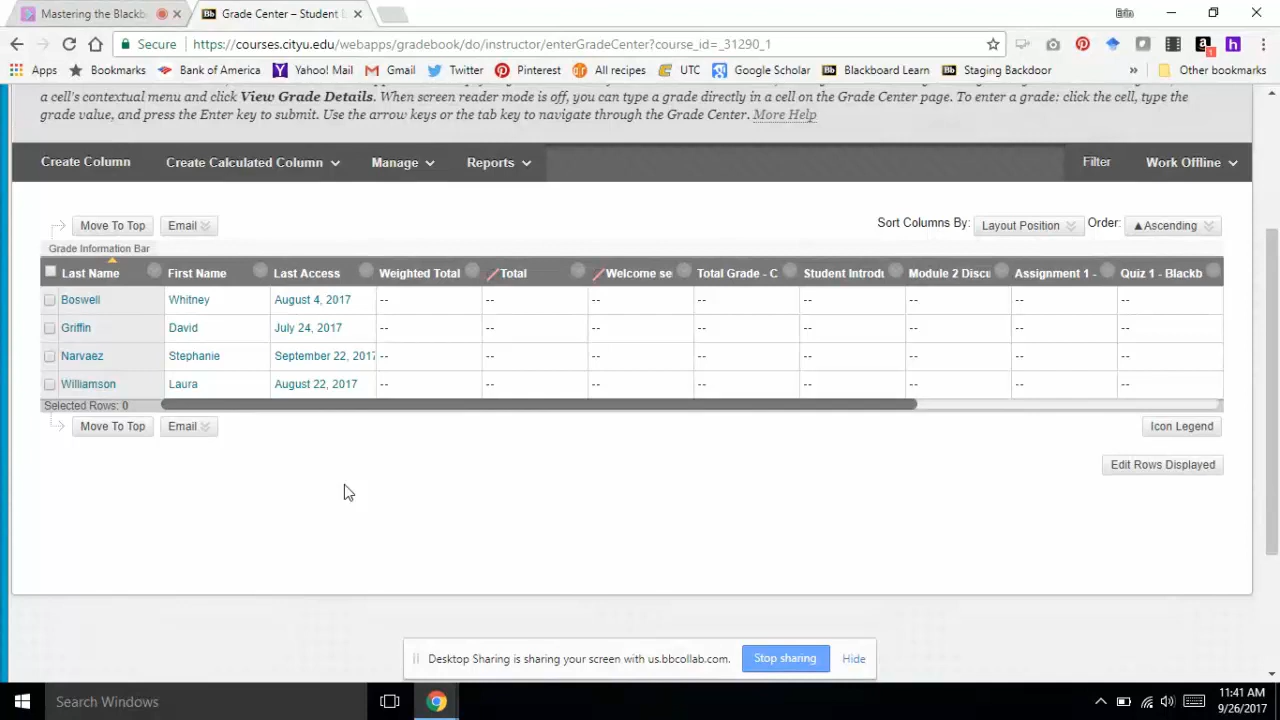 Mastering the Blackb
Bb Grade Center – Student
Erin
Secure https://courses.cityu.edu/webapps/gradebook/do/instructor/enterGradeCenter?course_id=_31290_1
Apps Bookmarks Bank of America Yahoo! Mail Gmail Twitter Pinterest All recipes UTC Google Scholar Bb Blackboard Learn Bb Staging Backdoor » Other bookmarks
a cell's contextual menu and click View Grade Details. When screen reader mode is off, you can type a grade directly in a cell on the Grade Center page. To enter a grade: click the cell, type the
grade value, and press the Enter key to submit. Use the arrow keys or the tab key to navigate through the Grade Center. More Help
Create Column Create Calculated Column Manage Reports Filter Work Offline
Move To Top Email Sort Columns By: Layout Position Order: ▲Ascending
Grade Information Bar
Last Name First Name Last Access Weighted Total Total Welcome se Total Grade - C Student Introdu Module 2 Discu Assignment 1 - Quiz 1 - Blackb
Boswell Whitney August 4, 2017 -- -- -- -- -- -- -- --
Griffin David July 24, 2017 -- -- -- -- -- -- -- --
Narvaez Stephanie September 22, 2017 -- -- -- -- -- -- -- --
Williamson Laura August 22, 2017 -- -- -- -- -- -- -- --
Selected Rows: 0
Move To Top Email Icon Legend
Edit Rows Displayed
Desktop Sharing is sharing your screen with us.bbcollab.com. Stop sharing Hide
Search Windows
11:41 AM
9/26/2017